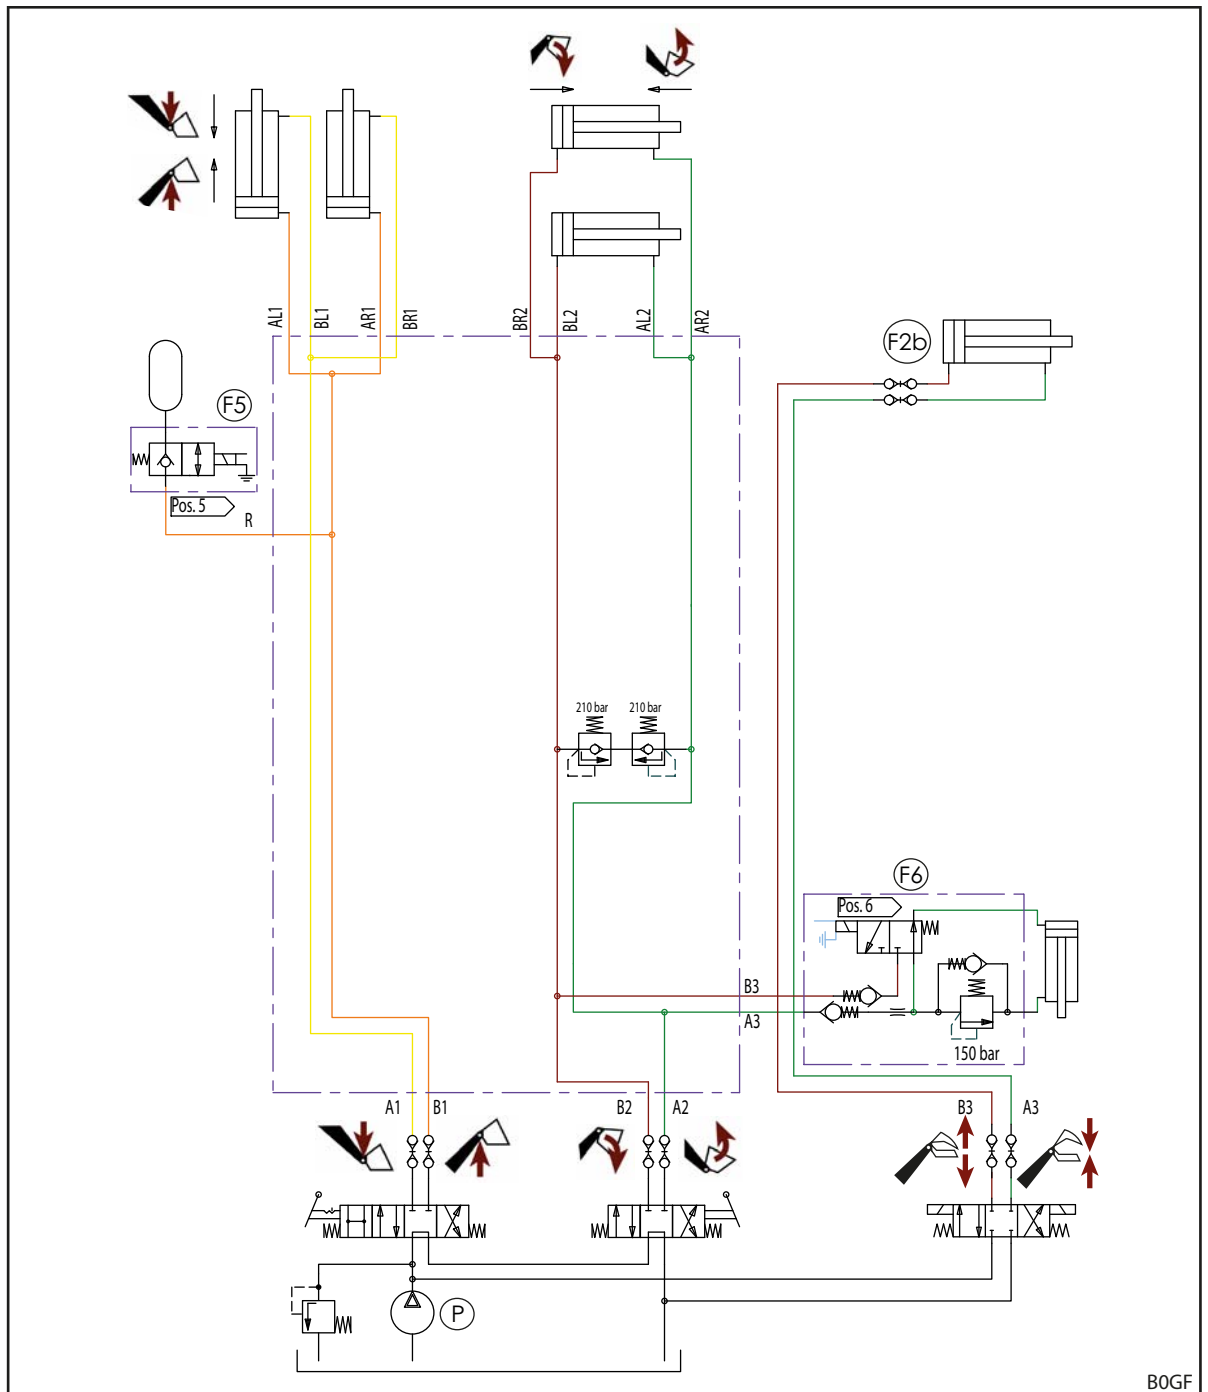 AL1
BL1
AR1
BR1
BR2
BL2
AL2
AR2
F2b
F5
Pos. 5
R
210 bar
210 bar
F6
Pos. 6
B3
A3
150 bar
A1
B1
B2
A2
B3
A3
P
B0GF